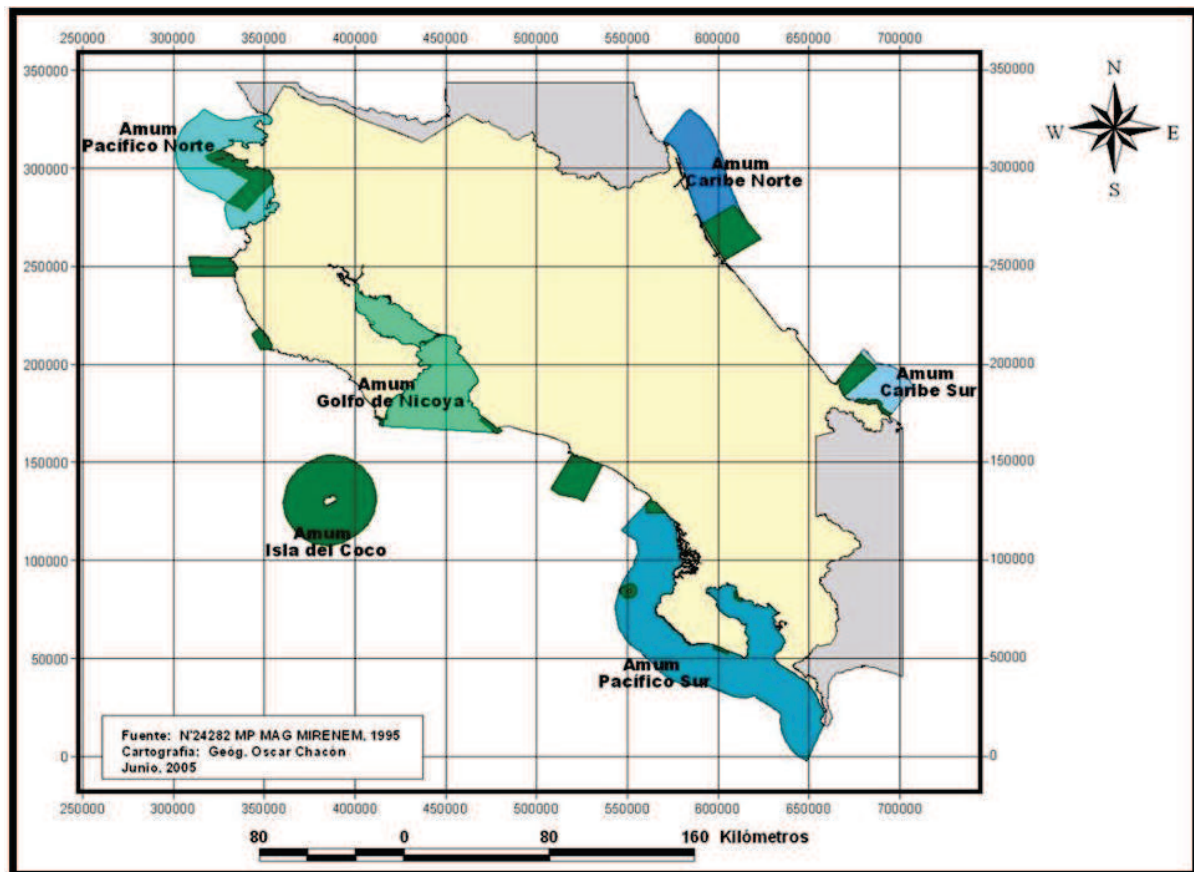 250000 300000 350000 400000 450000 500000 550000 600000 650000 700000
350000 350000
N
Amum
Pacífico Norte
W E
300000 300000
Amum
Caribe Norte
S
250000 250000
200000 200000
Amum
Caribe Sur
Amum
Golfo de Nicoya
150000 150000
Amum
Isla del Coco
100000 100000
50000 50000
Amum
Pacífico Sur
Fuente: N'24282 MP MAG MIRENEM, 1995
Cartografia: Geóg. Oscar Chacón
Junio, 2005
0 0
250000 300000 350000 400000 450000 500000 550000 600000 650000 700000
80 0 80 160 Kilómetros